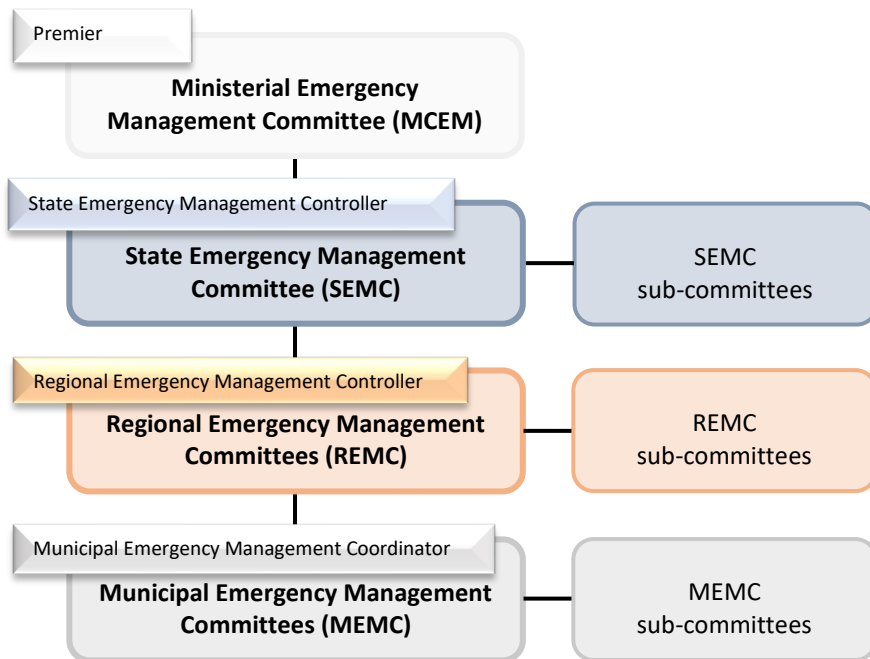 Premier
Ministerial Emergency
Management Committee (MCEM)
State Emergency Management Controller
State Emergency Management
Committee (SEMC)
SEMC
sub-committees
Regional Emergency Management Controller
Regional Emergency Management
Committees (REMC)
REMC
sub-committees
Municipal Emergency Management Coordinator
Municipal Emergency Management
Committees (MEMC)
MEMC
sub-committees